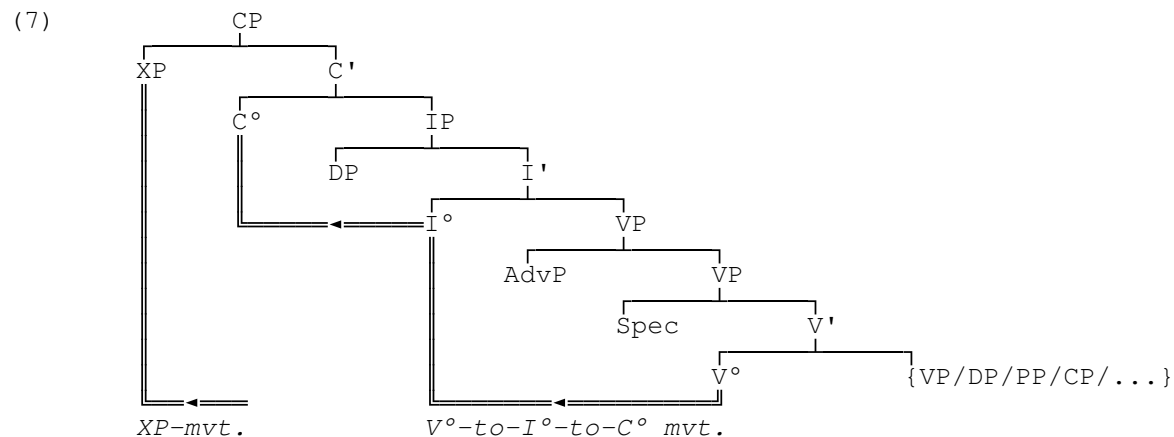 (7) CP
XP C'
C° IP
DP I'
I° VP
AdvP VP
Spec V'
V° {VP/DP/PP/CP/...}
XP-mvt. V°-to-I°-to-C° mvt.